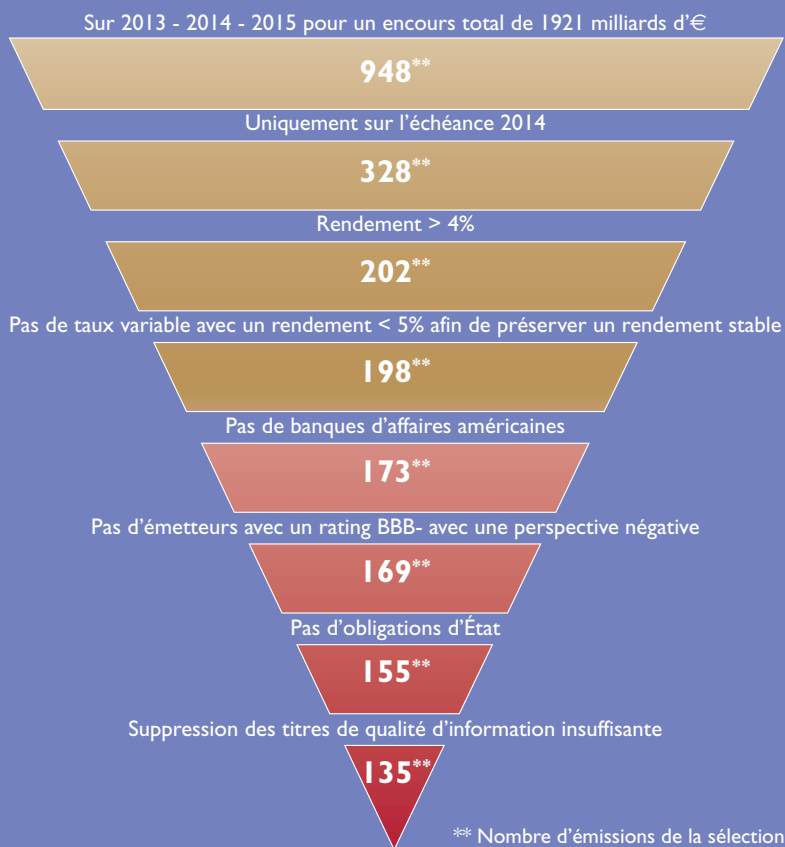 Sur 2013 - 2014 - 2015 pour un encours total de 1921 milliards d’€
948**
Uniquement sur l’échéance 2014
328**
Rendement > 4%
202**
Pas de taux variable avec un rendement < 5% afin de préserver un rendement stable
198**
Pas de banques d’affaires américaines
173**
Pas d’émetteurs avec un rating BBB- avec une perspective négative
169**
Pas d’obligations d’État
155**
Suppression des titres de qualité d’information insuffisante
135**
** Nombre d’émissions de la sélection